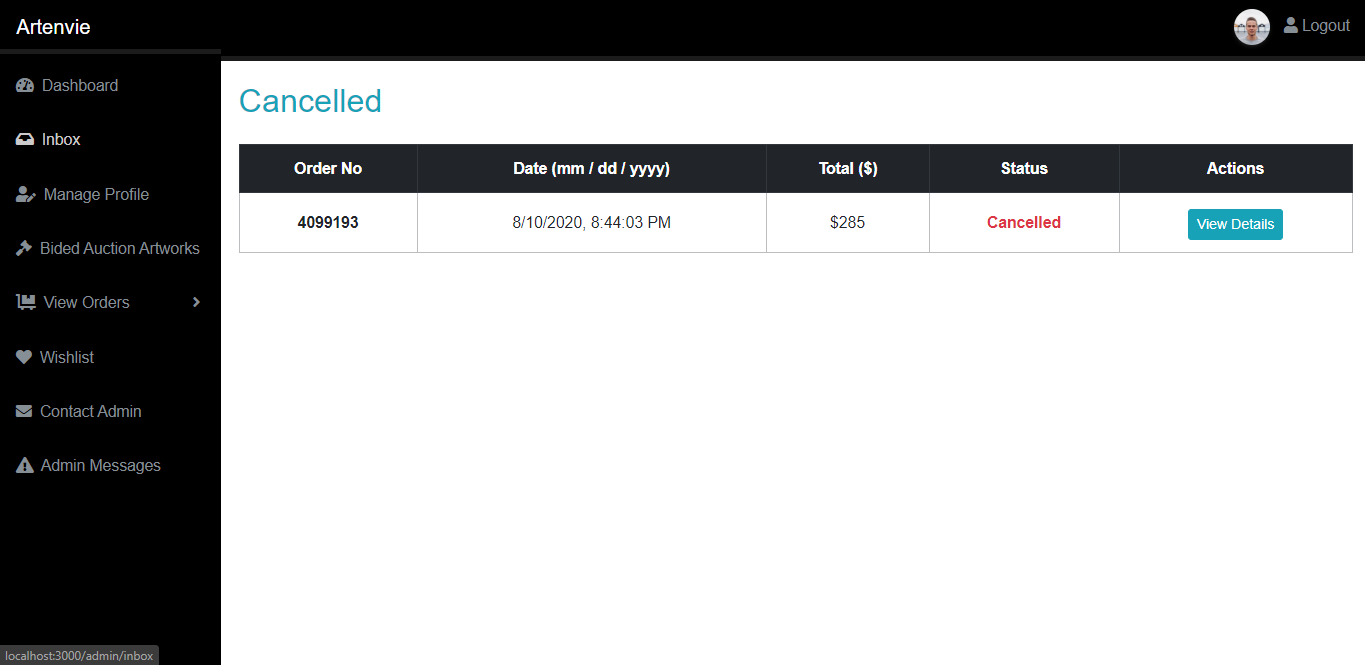 Artenvie
Logout
Dashboard
Inbox
Manage Profile
Bided Auction Artworks
View Orders
Wishlist
Contact Admin
Admin Messages
Cancelled
Order No Date (mm / dd / yyyy) Total ($) Status Actions
4099193 8/10/2020, 8:44:03 PM $285 Cancelled View Details
localhost:3000/admin/inbox